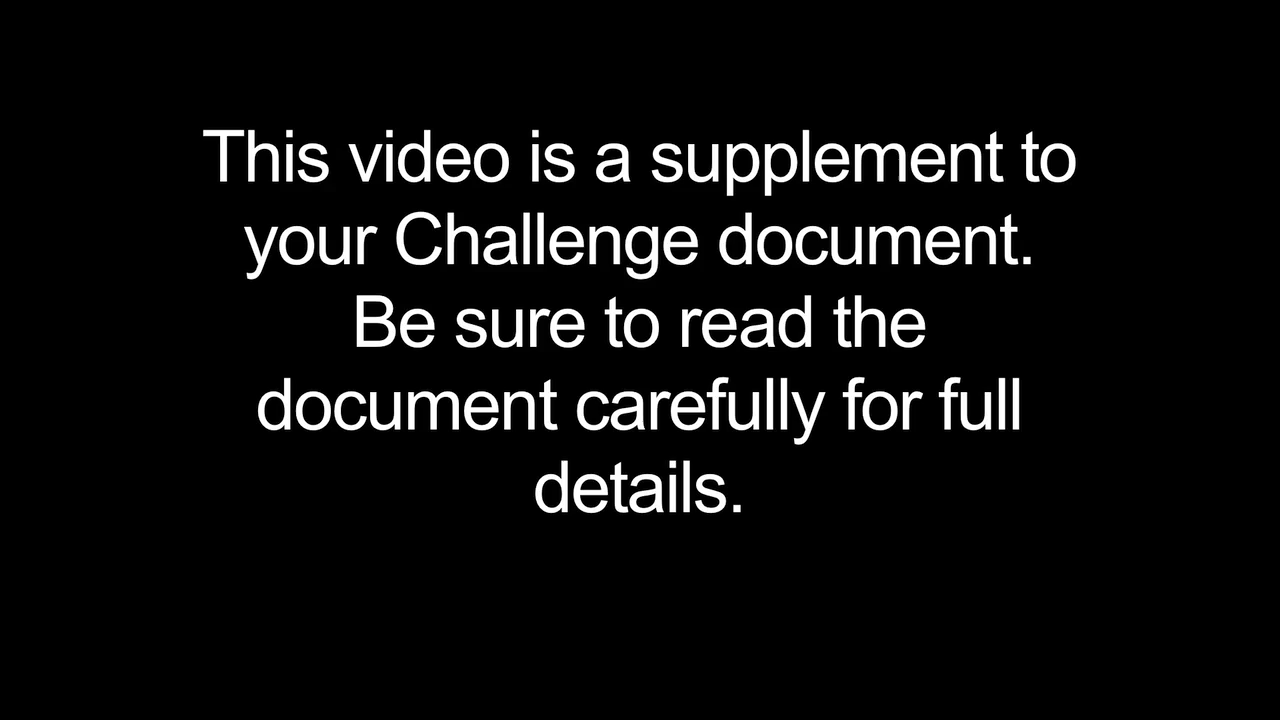 This video is a supplement to
your Challenge document.
Be sure to read the
document carefully for full
details.